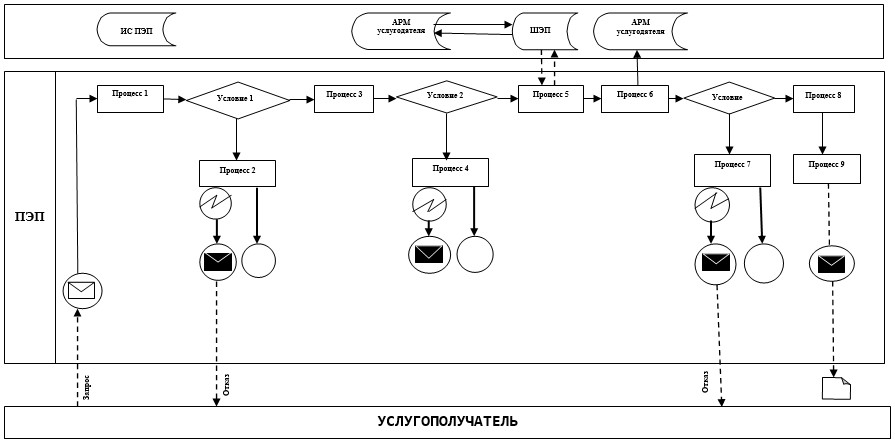 ИС ПЭП
АРМ
услугодателя
ШЭП
АРМ
услугодателя
ПЭП
Процесс 1
Условие 1
Процесс 3
Условие 2
Процесс 5
Процесс 6
Условие
Процесс 8
Процесс 2
Процесс 4
Процесс 7
Процесс 9
Запрос
Отказ
Отказ
УСЛУГОПОЛУЧАТЕЛЬ